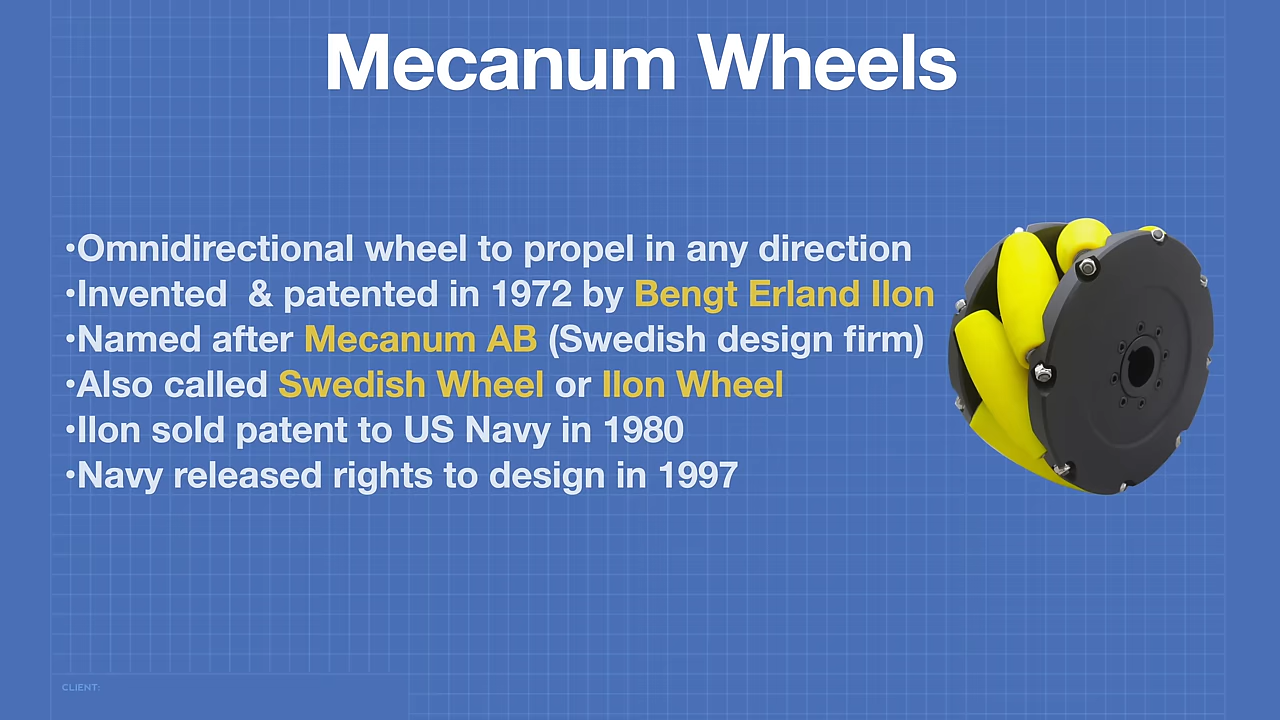 Mecanum Wheels
•Omnidirectional wheel to propel in any direction
•Invented  & patented in 1972 by Bengt Erland Ilon
•Named after Mecanum AB (Swedish design firm)
•Also called Swedish Wheel or Ilon Wheel
•Ilon sold patent to US Navy in 1980
•Navy released rights to design in 1997
CLIENT: